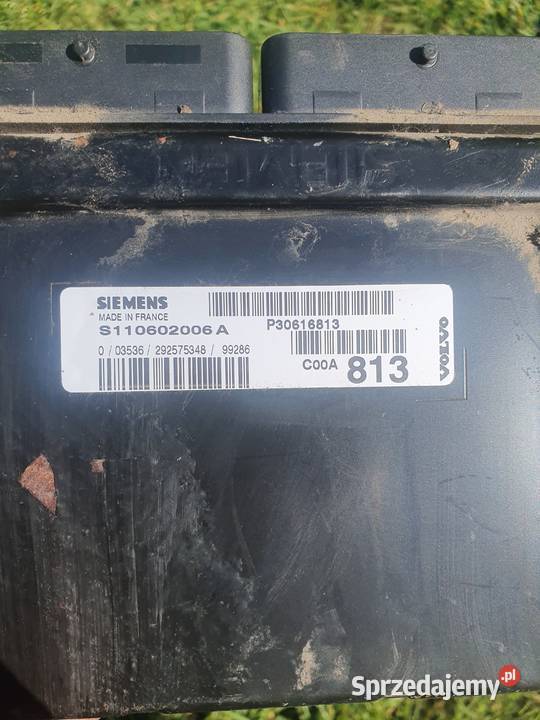 SIEMENS
MADE IN FRANCE
S110602006 A
P30616813
0 / 03536 / 292575348 / 99286
C00A 813
VOLVO
Sprzedajemy.pl